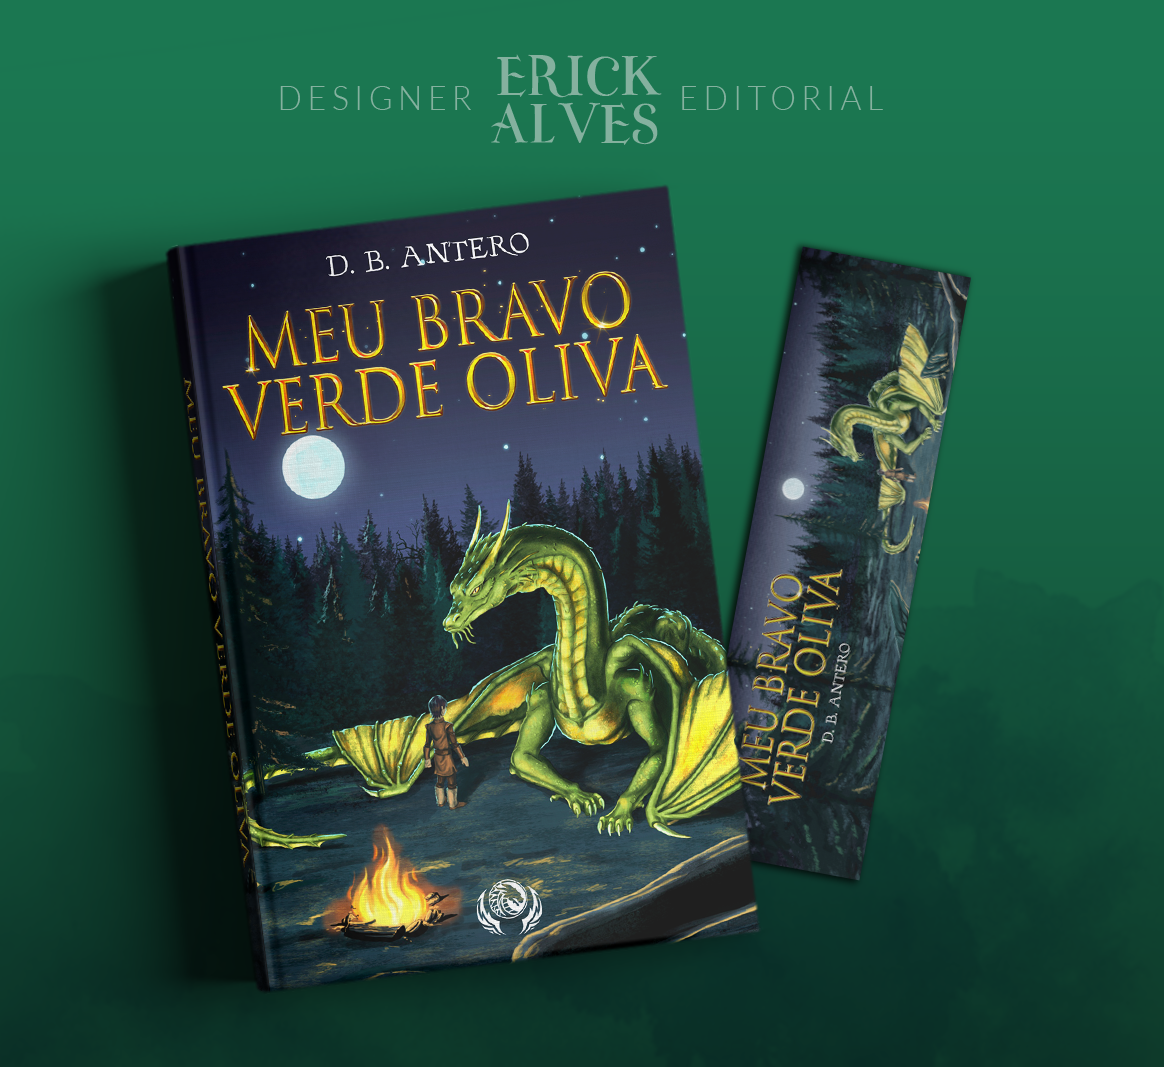 DESIGNER ERICK ALVES EDITORIAL
D. B. ANTERO
MEU BRAVO
VERDE OLIVA
MEU BRAVO VERDE OLIVA
MEU BRAVO
VERDE OLIVA
D. B. ANTERO